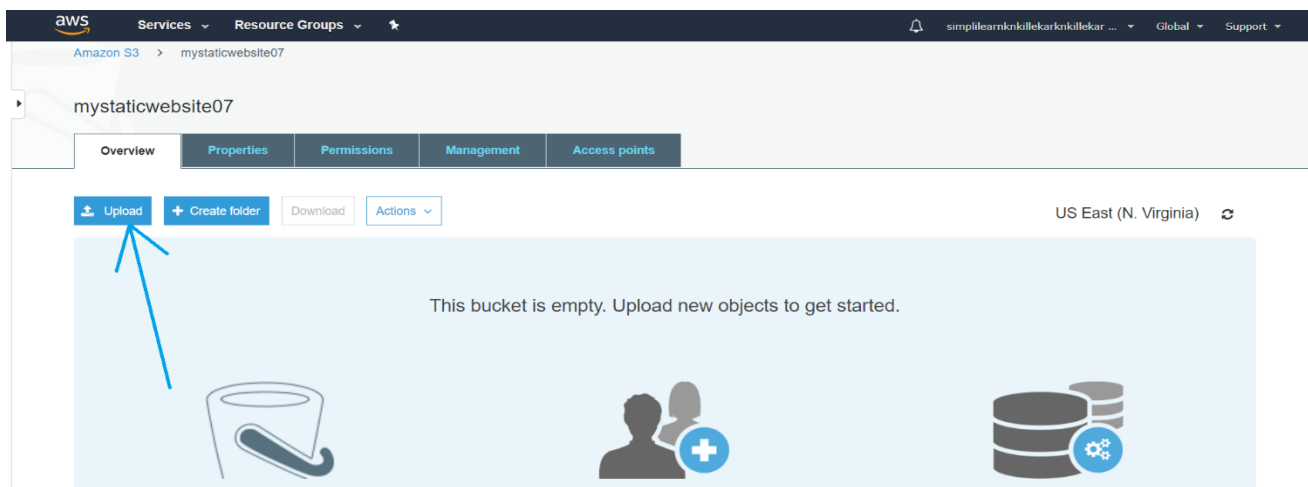 aws Services Resource Groups simplilearnknkillekarknkillekar ... Global Support
Amazon S3 > mystaticwebsite07
mystaticwebsite07
Overview Properties Permissions Management Access points
Upload + Create folder Download Actions US East (N. Virginia)
This bucket is empty. Upload new objects to get started.